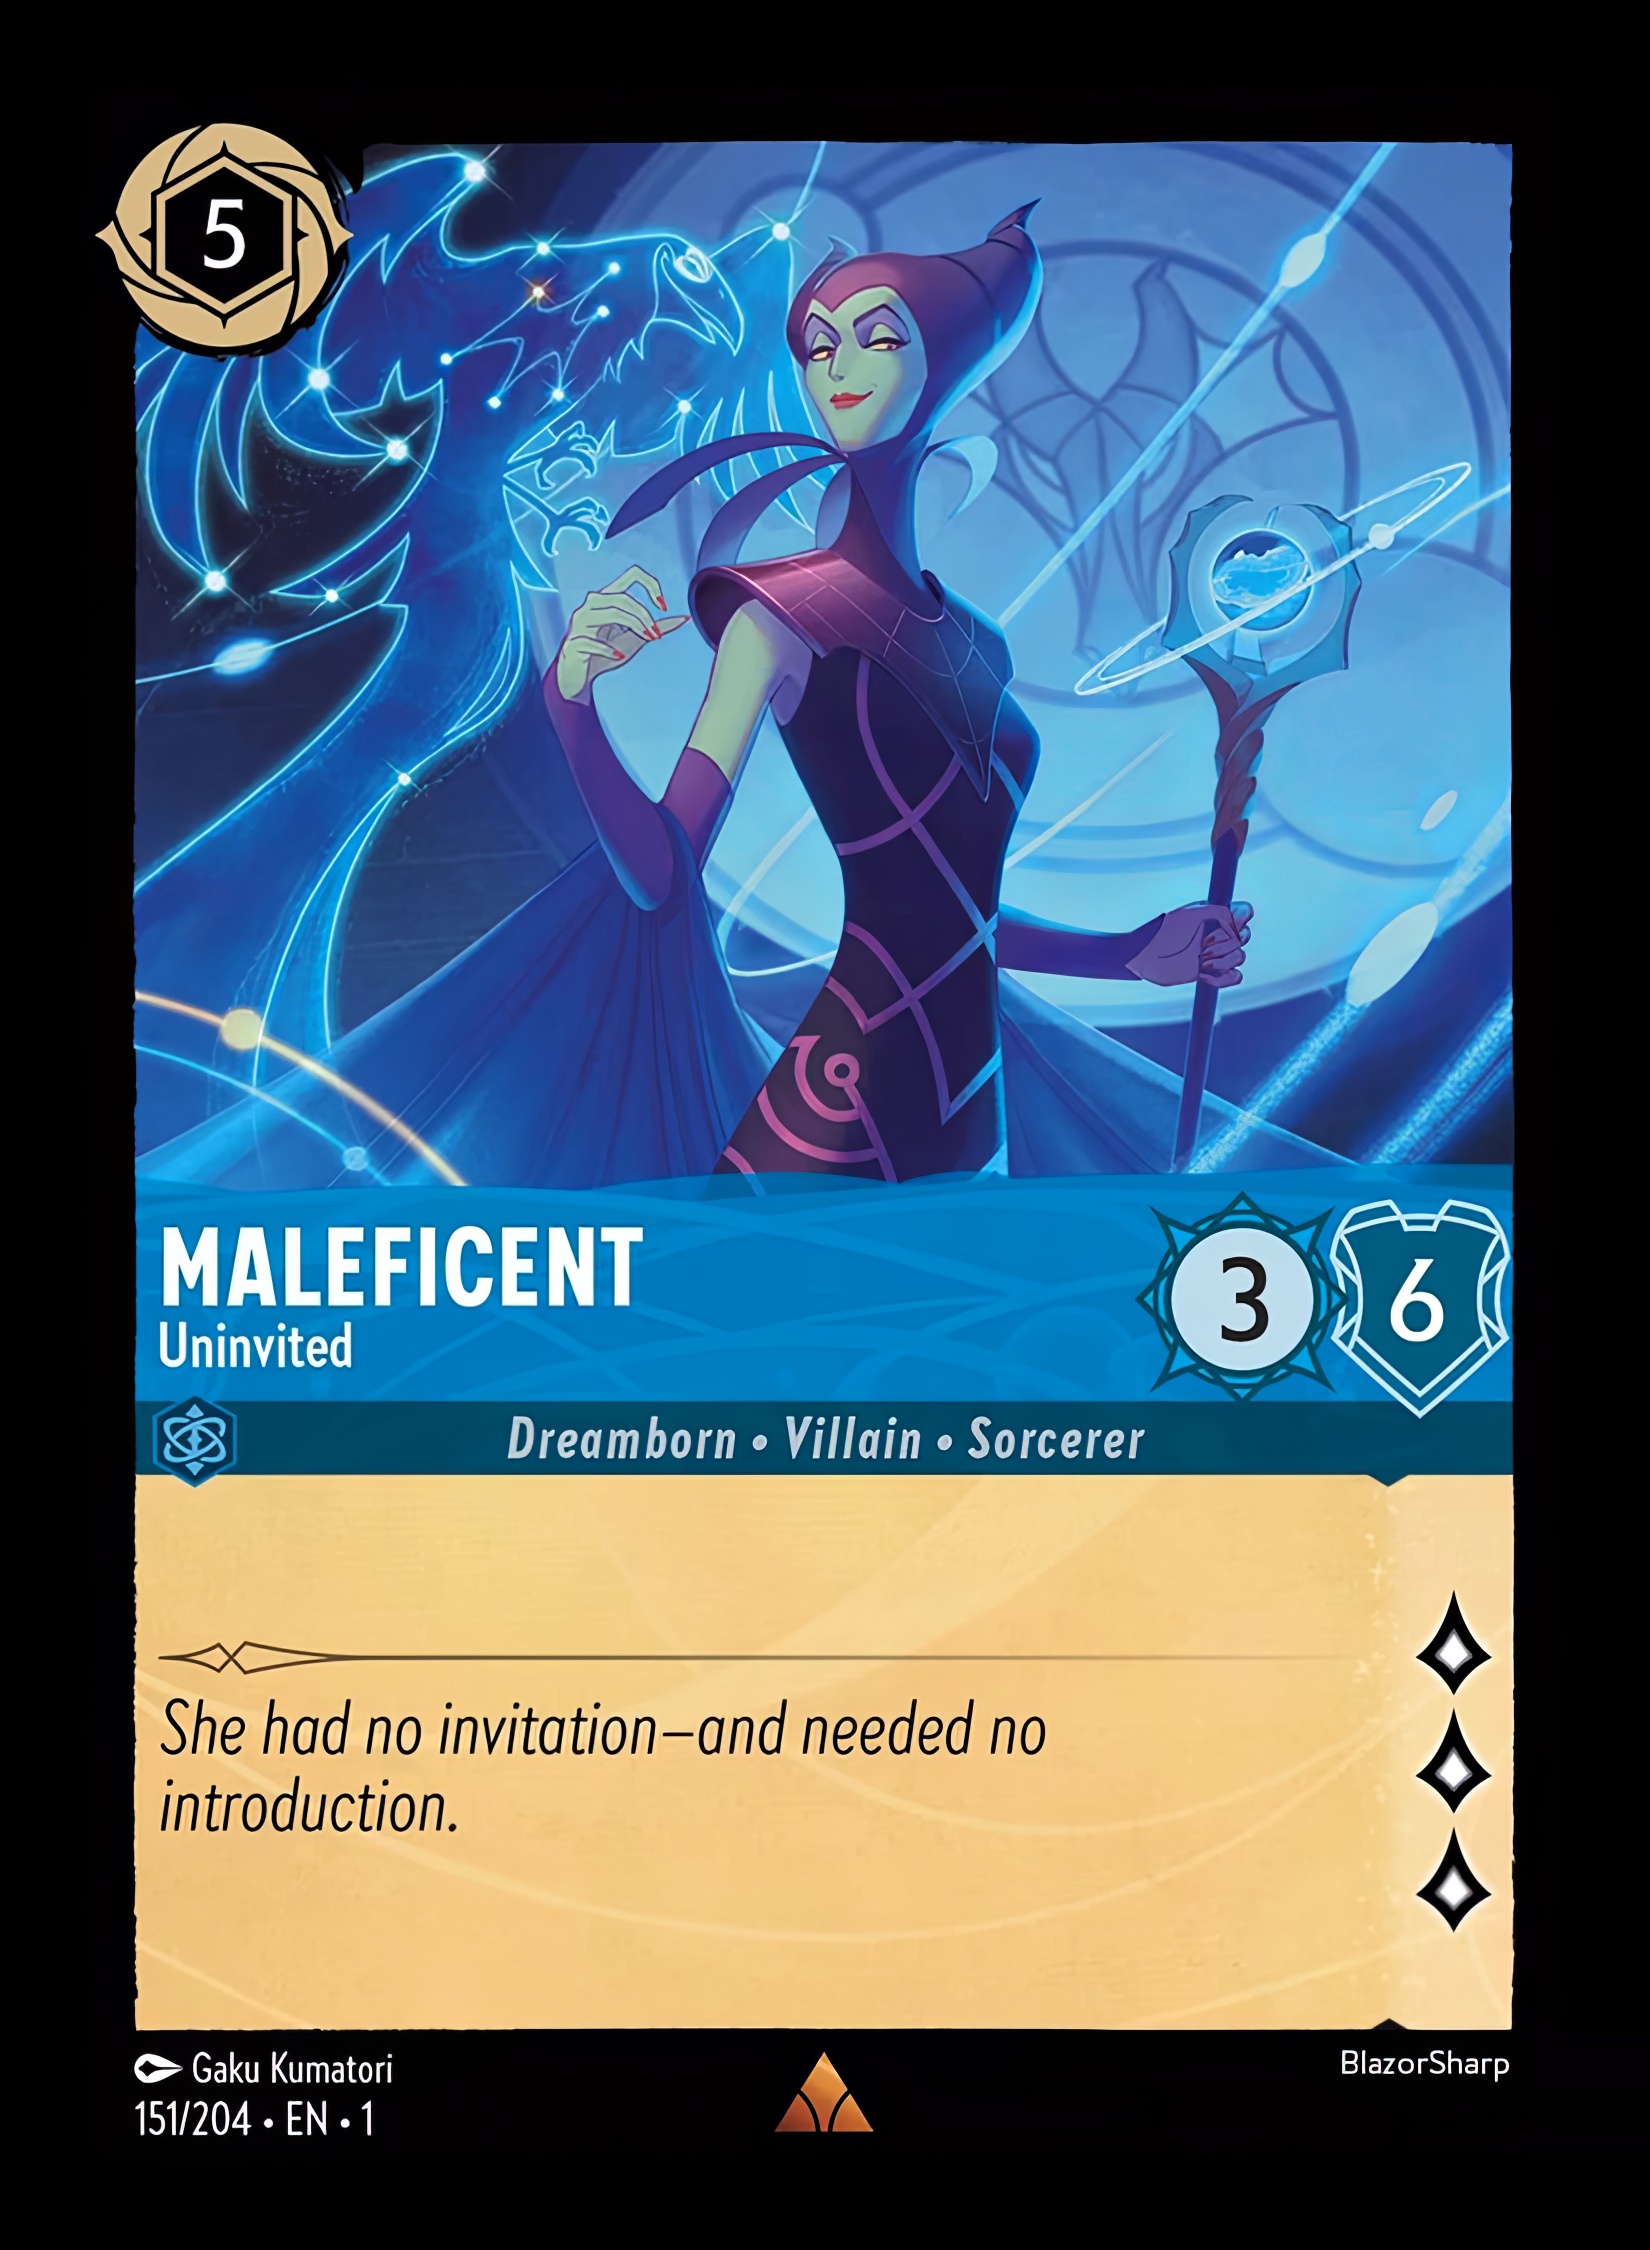 5
MALEFICENT
Uninvited
3
6
Dreamborn • Villain • Sorcerer
She had no invitation—and needed no
introduction.
Gaku Kumatori
151/204 • EN • 1
BlazorSharp